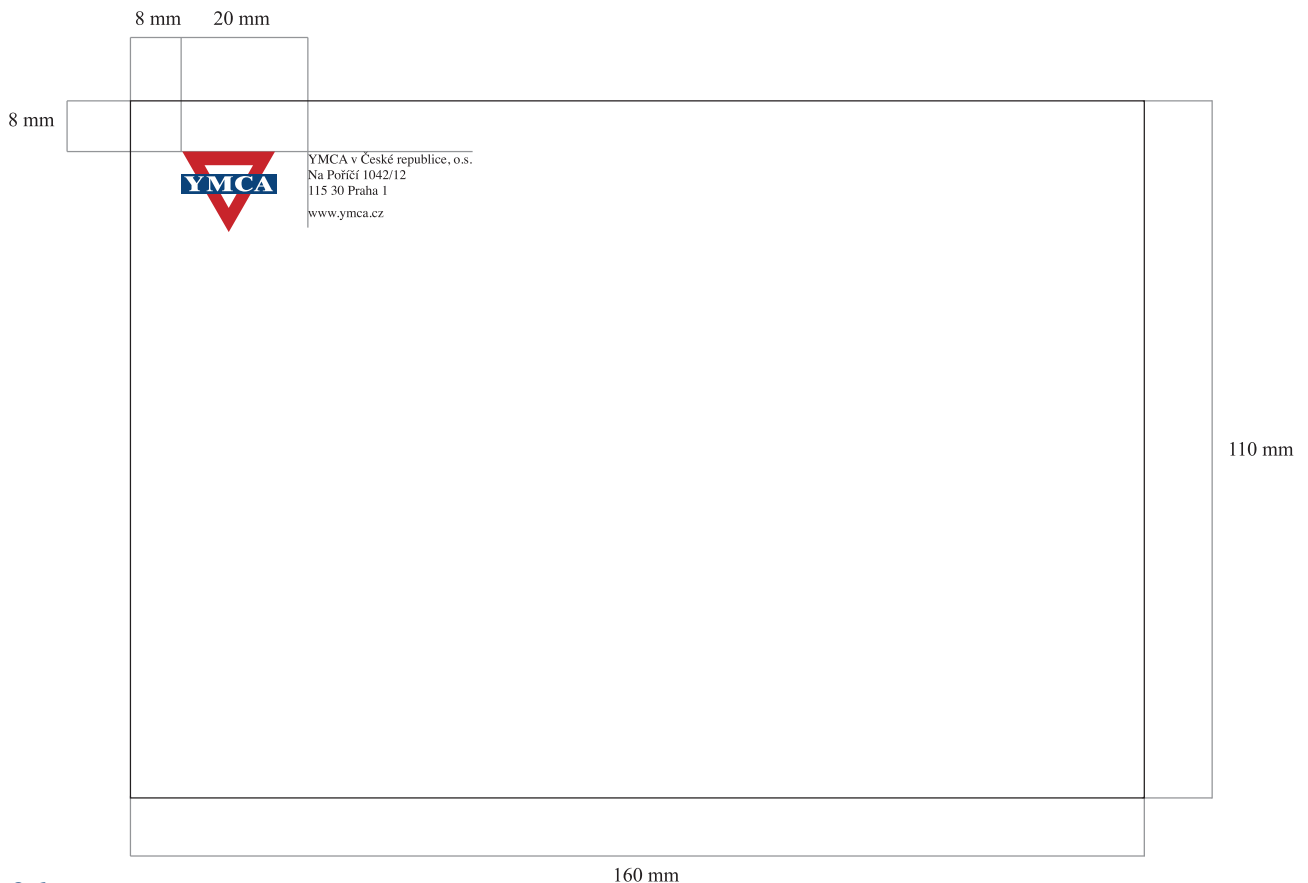 8 mm
20 mm
8 mm
YMCA
YMCA v České republice, o.s.
Na Poříčí 1042/12
115 30 Praha 1
www.ymca.cz
110 mm
160 mm